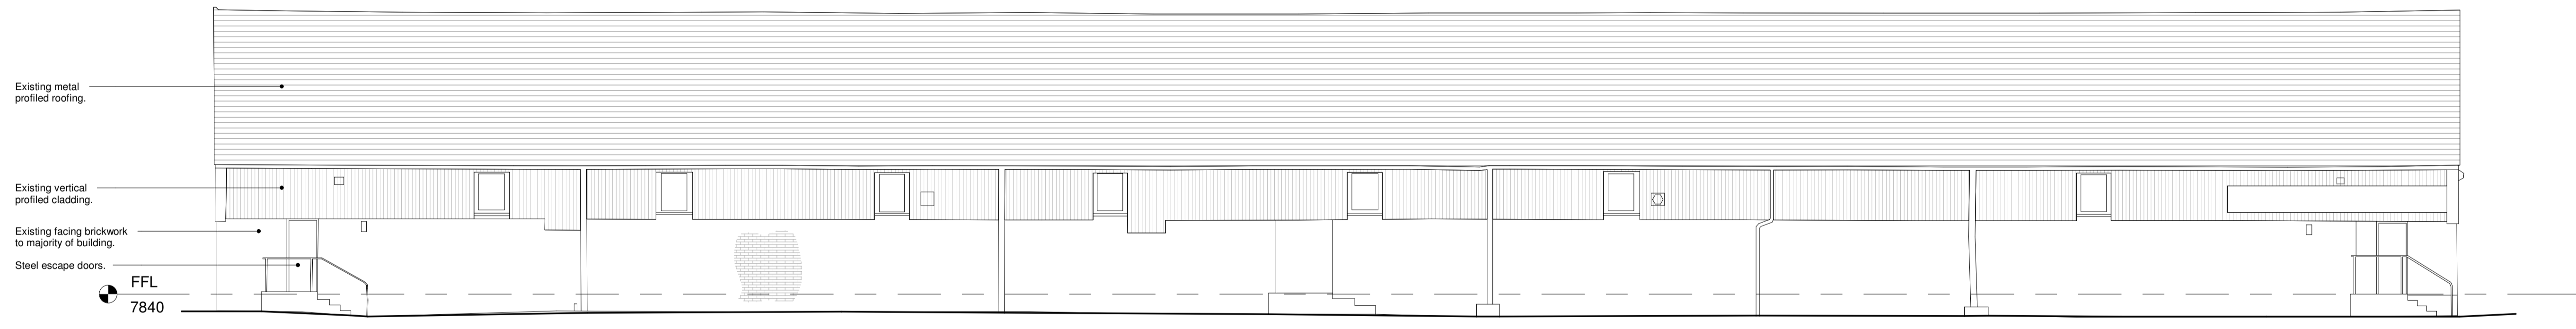 Existing metal
profiled roofing.
Existing vertical
profiled cladding.
Existing facing brickwork
to majority of building.
Steel escape doors.
FFL
7840